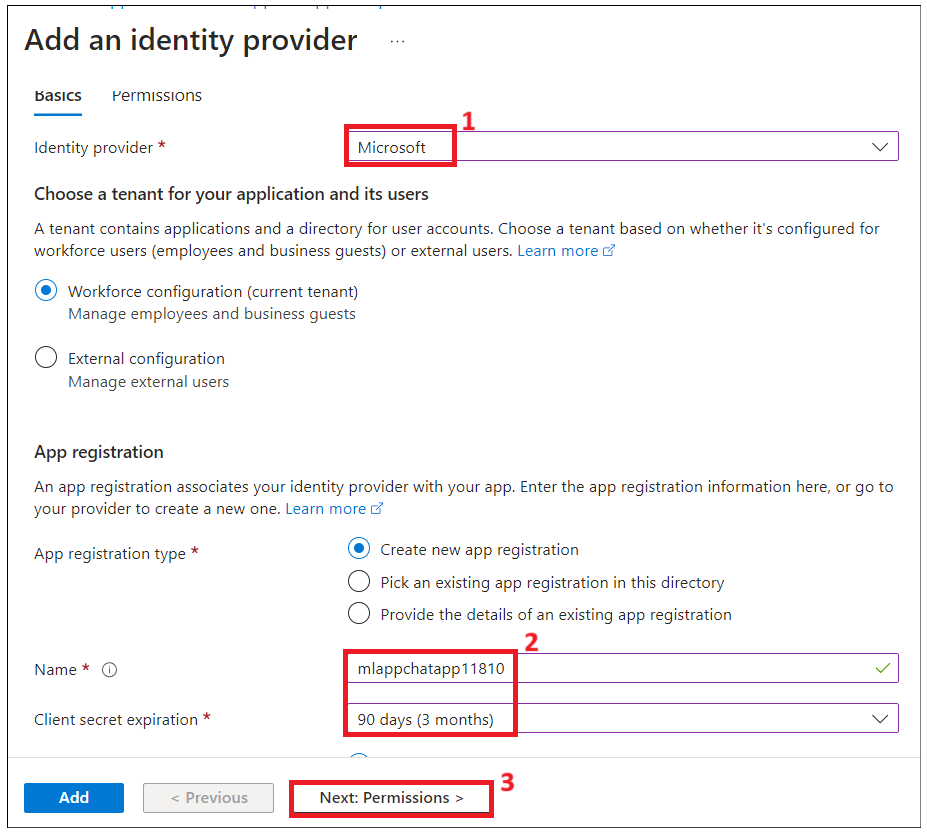 Add an identity provider ...
Basics Permissions
1
Identity provider * Microsoft
Choose a tenant for your application and its users
A tenant contains applications and a directory for user accounts. Choose a tenant based on whether it's configured for
workforce users (employees and business guests) or external users. Learn more
Workforce configuration (current tenant)
Manage employees and business guests
External configuration
Manage external users
App registration
An app registration associates your identity provider with your app. Enter the app registration information here, or go to
your provider to create a new one. Learn more
App registration type * Create new app registration
Pick an existing app registration in this directory
Provide the details of an existing app registration
2
Name * mlappchatapp11810
Client secret expiration * 90 days (3 months)
3
Add < Previous Next: Permissions >